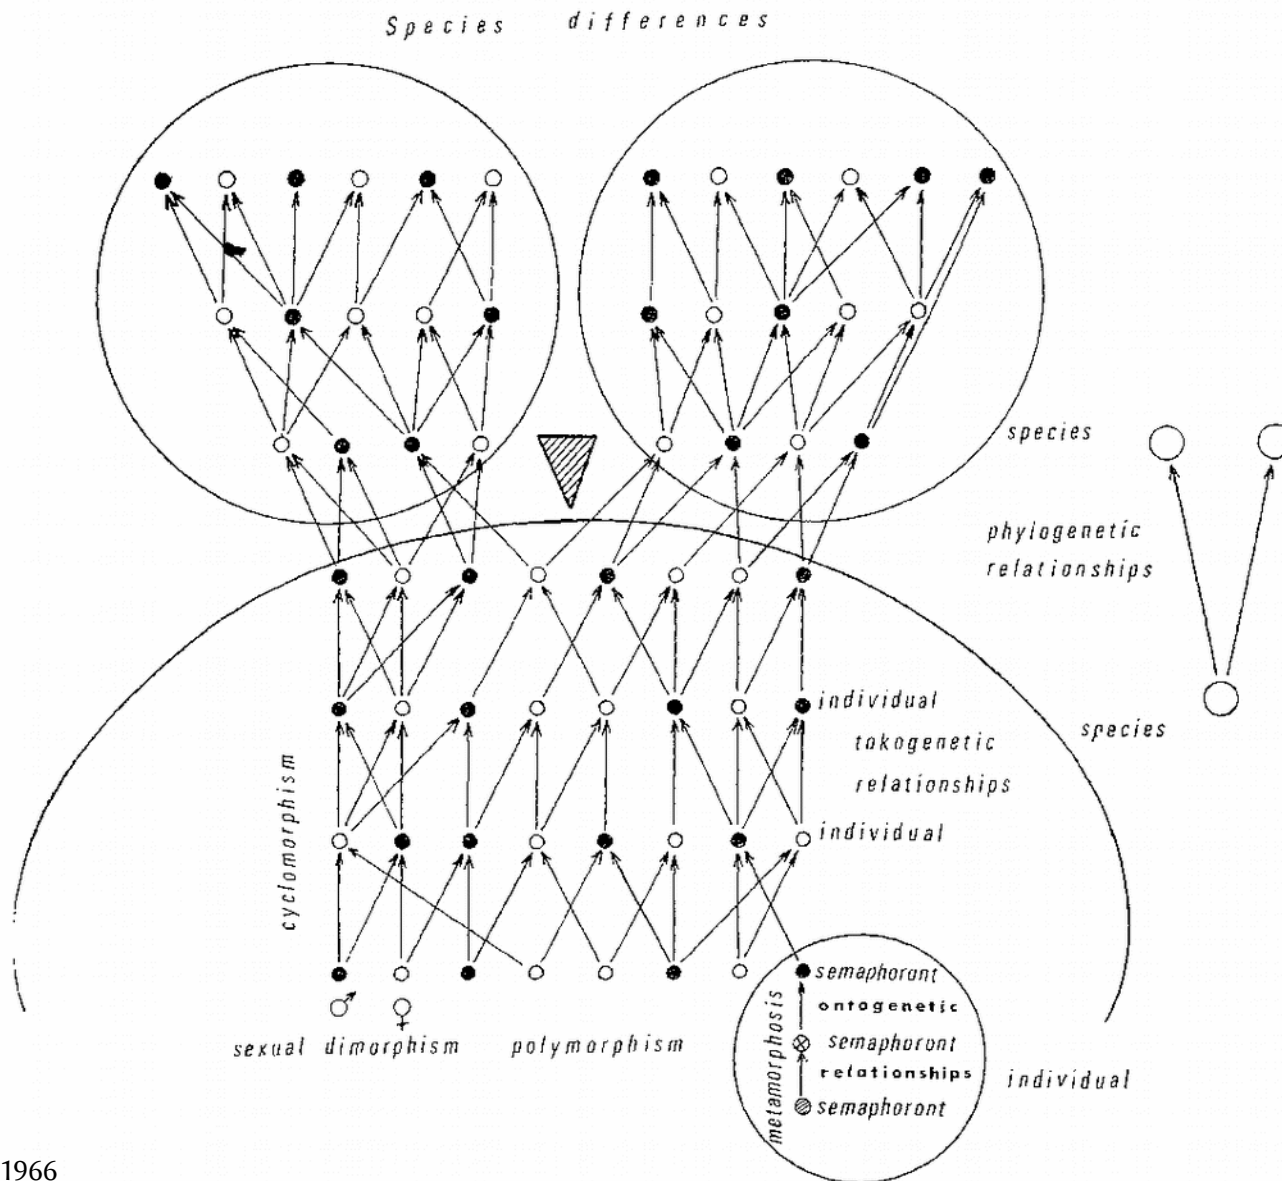 Species differences
species
phylogenetic
relationships
individual
tokogenetic
relationships
species
cyclomorphism
individual
semaphoront
ontogenetic
semaphoront
relationships
semaphoront
metamorphosis
individual
♂ ♀
sexual dimorphism polymorphism
1966